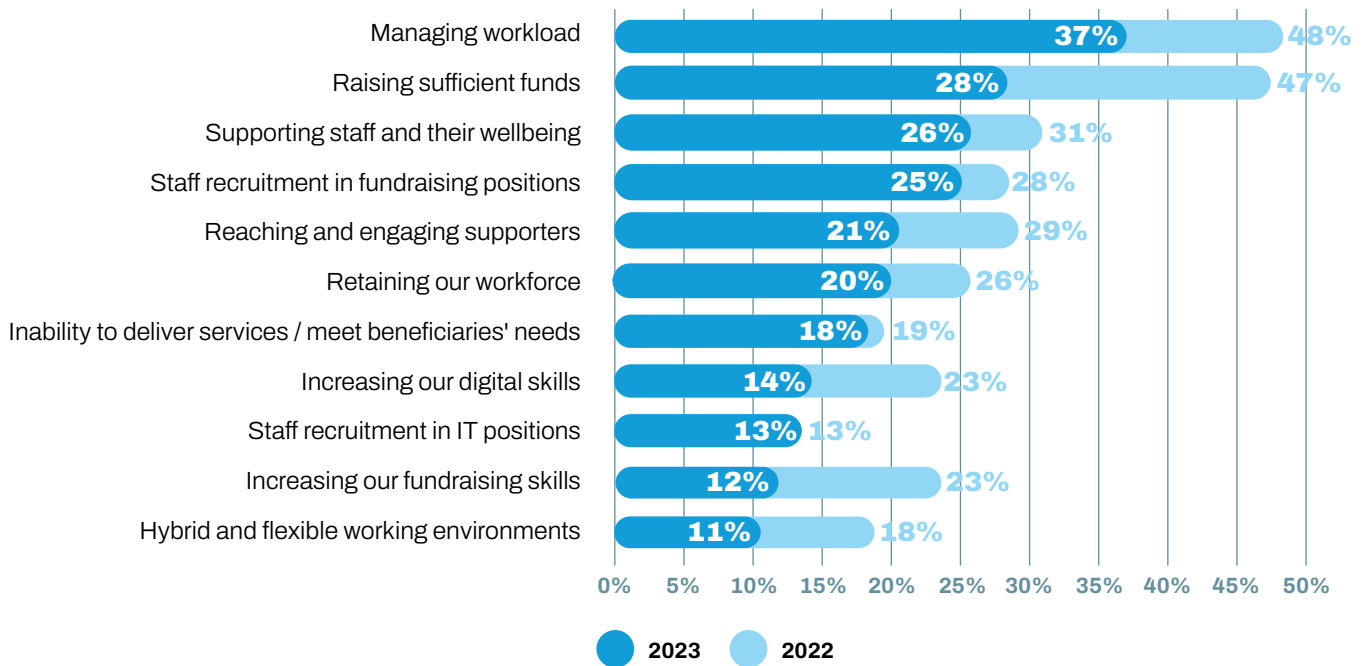 Managing workload 37% 48%
Raising sufficient funds 28% 47%
Supporting staff and their wellbeing 26% 31%
Staff recruitment in fundraising positions 25% 28%
Reaching and engaging supporters 21% 29%
Retaining our workforce 20% 26%
Inability to deliver services / meet beneficiaries' needs 18% 19%
Increasing our digital skills 14% 23%
Staff recruitment in IT positions 13% 13%
Increasing our fundraising skills 12% 23%
Hybrid and flexible working environments 11% 18%
0% 5% 10% 15% 20% 25% 30% 35% 40% 45% 50%
2023 2022